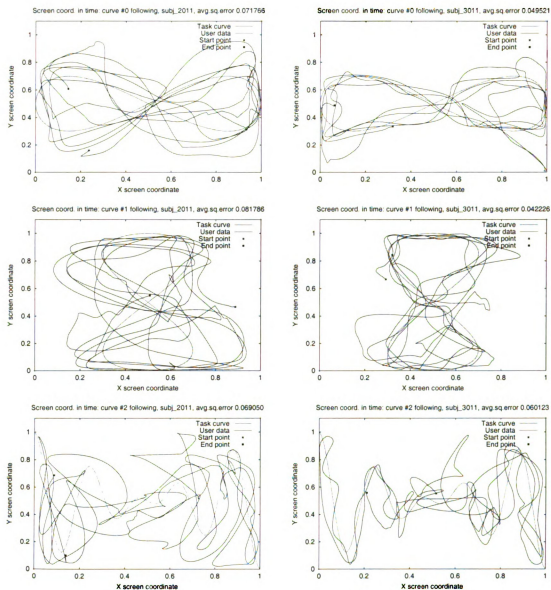 Screen coord. in time: curve #0 following, subj_2011, avg.sq.error 0.071766
Task curve
User data
Start point
End point
Y screen coordinate
1
0.8
0.6
0.4
0.2
0
0 0.2 0.4 0.6 0.8 1
X screen coordinate
Screen coord. in time: curve #0 following, subj_3011, avg.sq.error 0.049521
Task curve
User data
Start point
End point
Y screen coordinate
1
0.8
0.6
0.4
0.2
0
0 0.2 0.4 0.6 0.8 1
X screen coordinate
Screen coord. in time: curve #1 following, subj_2011, avg.sq.error 0.081786
Task curve
User data
Start point
End point
Y screen coordinate
1
0.8
0.6
0.4
0.2
0
0 0.2 0.4 0.6 0.8 1
X screen coordinate
Screen coord. in time: curve #1 following, subj_3011, avg.sq.error 0.042226
Task curve
User data
Start point
End point
Y screen coordinate
1
0.8
0.6
0.4
0.2
0
0 0.2 0.4 0.6 0.8 1
X screen coordinate
Screen coord. in time: curve #2 following, subj_2011, avg.sq.error 0.069050
Task curve
User data
Start point
End point
Y screen coordinate
1
0.8
0.6
0.4
0.2
0
0 0.2 0.4 0.6 0.8 1
X screen coordinate
Screen coord. in time: curve #2 following, subj_3011, avg.sq.error 0.060123
Task curve
User data
Start point
End point
Y screen coordinate
1
0.8
0.6
0.4
0.2
0
0 0.2 0.4 0.6 0.8 1
X screen coordinate